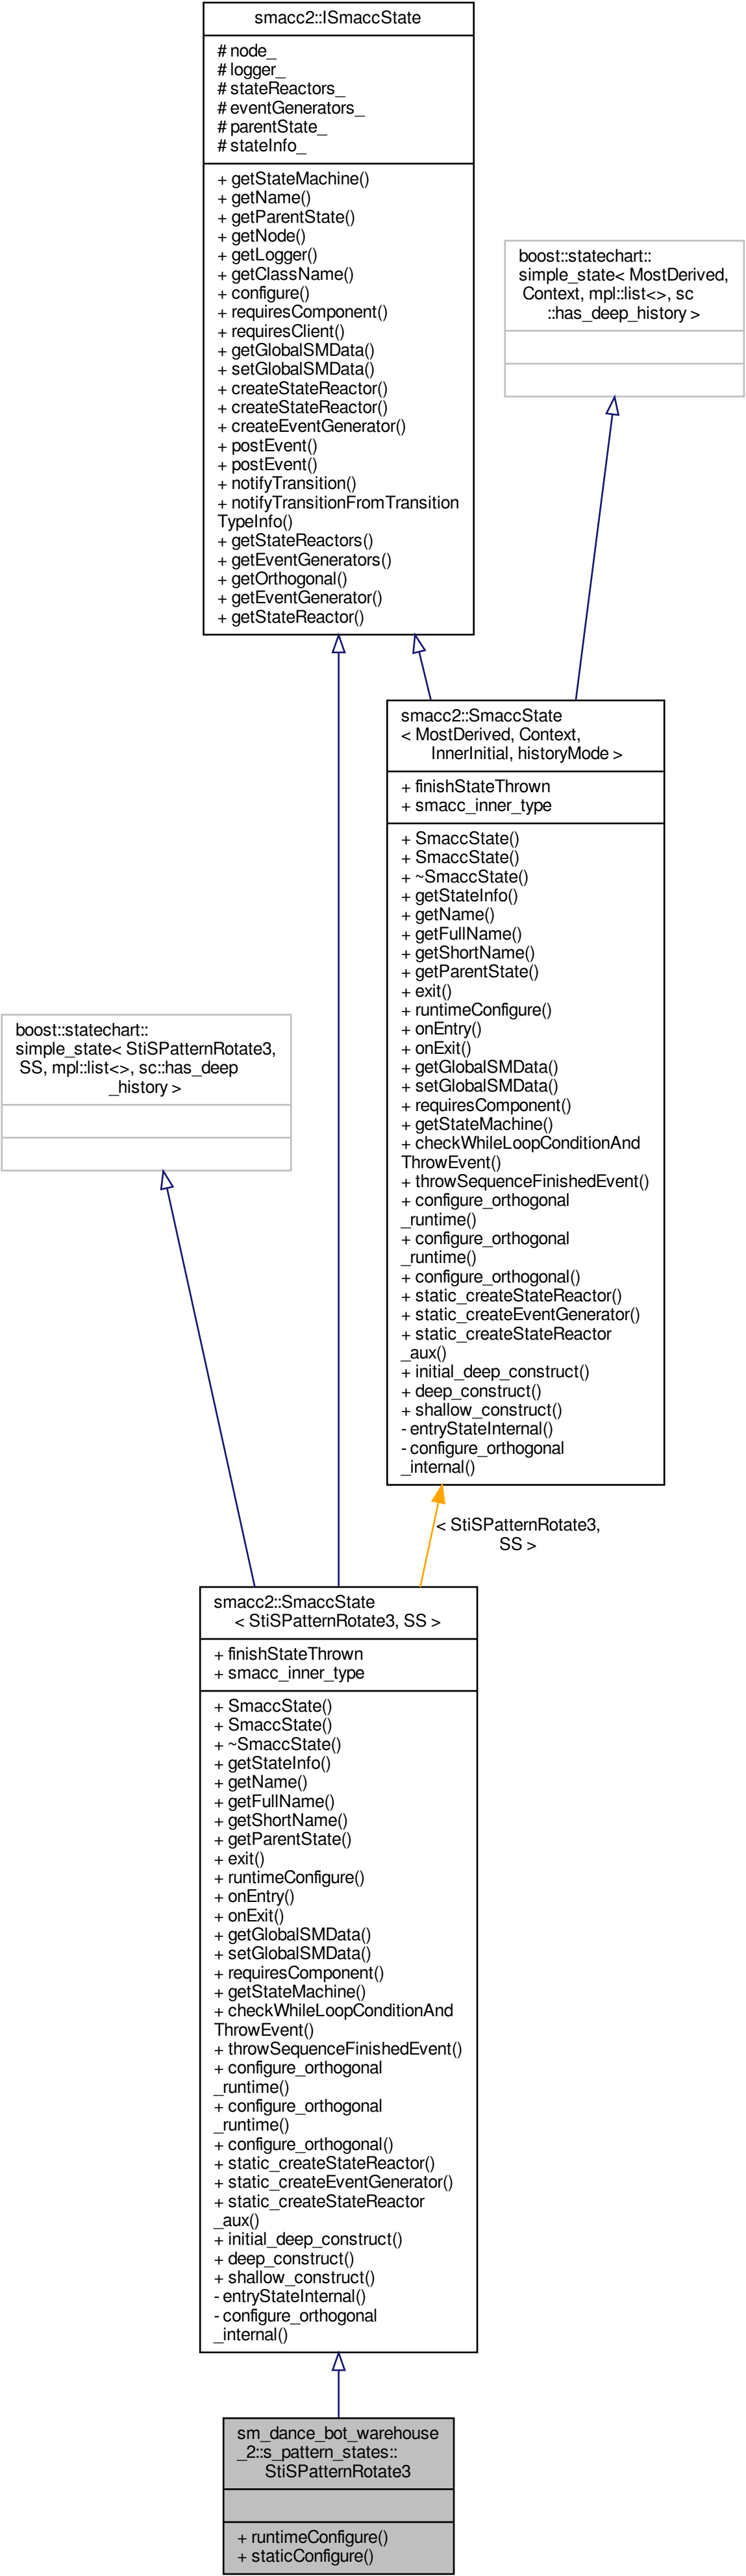 smacc2::ISmaccState
# node_
# logger_
# stateReactors_
# eventGenerators_
# parentState_
# stateInfo_
+ getStateMachine()
+ getName()
+ getParentState()
+ getNode()
+ getLogger()
+ getClassName()
+ configure()
+ requiresComponent()
+ requiresClient()
+ getGlobalSMData()
+ setGlobalSMData()
+ createStateReactor()
+ createStateReactor()
+ createEventGenerator()
+ postEvent()
+ postEvent()
+ notifyTransition()
+ notifyTransitionFromTransition
TypeInfo()
+ getStateReactors()
+ getEventGenerators()
+ getOrthogonal()
+ getEventGenerator()
+ getStateReactor()
boost::statechart::
simple_state< MostDerived,
Context, mpl::list<>, sc
::has_deep_history >
smacc2::SmaccState
< MostDerived, Context,
InnerInitial, historyMode >
+ finishStateThrown
+ smacc_inner_type
+ SmaccState()
+ SmaccState()
+ ~SmaccState()
+ getStateInfo()
+ getName()
+ getFullName()
+ getShortName()
+ getParentState()
+ exit()
+ runtimeConfigure()
+ onEntry()
+ onExit()
+ getGlobalSMData()
+ setGlobalSMData()
+ requiresComponent()
+ getStateMachine()
+ checkWhileLoopConditionAnd
ThrowEvent()
+ throwSequenceFinishedEvent()
+ configure_orthogonal
_runtime()
+ configure_orthogonal
_runtime()
+ configure_orthogonal()
+ static_createStateReactor()
+ static_createEventGenerator()
+ static_createStateReactor
_aux()
+ initial_deep_construct()
+ deep_construct()
+ shallow_construct()
- entryStateInternal()
- configure_orthogonal
_internal()
boost::statechart::
simple_state< StiSPatternRotate3,
SS, mpl::list<>, sc::has_deep
_history >
< StiSPatternRotate3,
SS >
smacc2::SmaccState
< StiSPatternRotate3, SS >
+ finishStateThrown
+ smacc_inner_type
+ SmaccState()
+ SmaccState()
+ ~SmaccState()
+ getStateInfo()
+ getName()
+ getFullName()
+ getShortName()
+ getParentState()
+ exit()
+ runtimeConfigure()
+ onEntry()
+ onExit()
+ getGlobalSMData()
+ setGlobalSMData()
+ requiresComponent()
+ getStateMachine()
+ checkWhileLoopConditionAnd
ThrowEvent()
+ throwSequenceFinishedEvent()
+ configure_orthogonal
_runtime()
+ configure_orthogonal
_runtime()
+ configure_orthogonal()
+ static_createStateReactor()
+ static_createEventGenerator()
+ static_createStateReactor
_aux()
+ initial_deep_construct()
+ deep_construct()
+ shallow_construct()
- entryStateInternal()
- configure_orthogonal
_internal()
sm_dance_bot_warehouse
_2::s_pattern_states::
StiSPatternRotate3
+ runtimeConfigure()
+ staticConfigure()